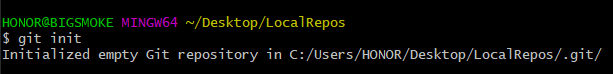 HONOR@BIGSMOKE MINGW64 ~/Desktop/LocalRepos
$ git init
Initialized empty Git repository in C:/Users/HONOR/Desktop/LocalRepos/.git/